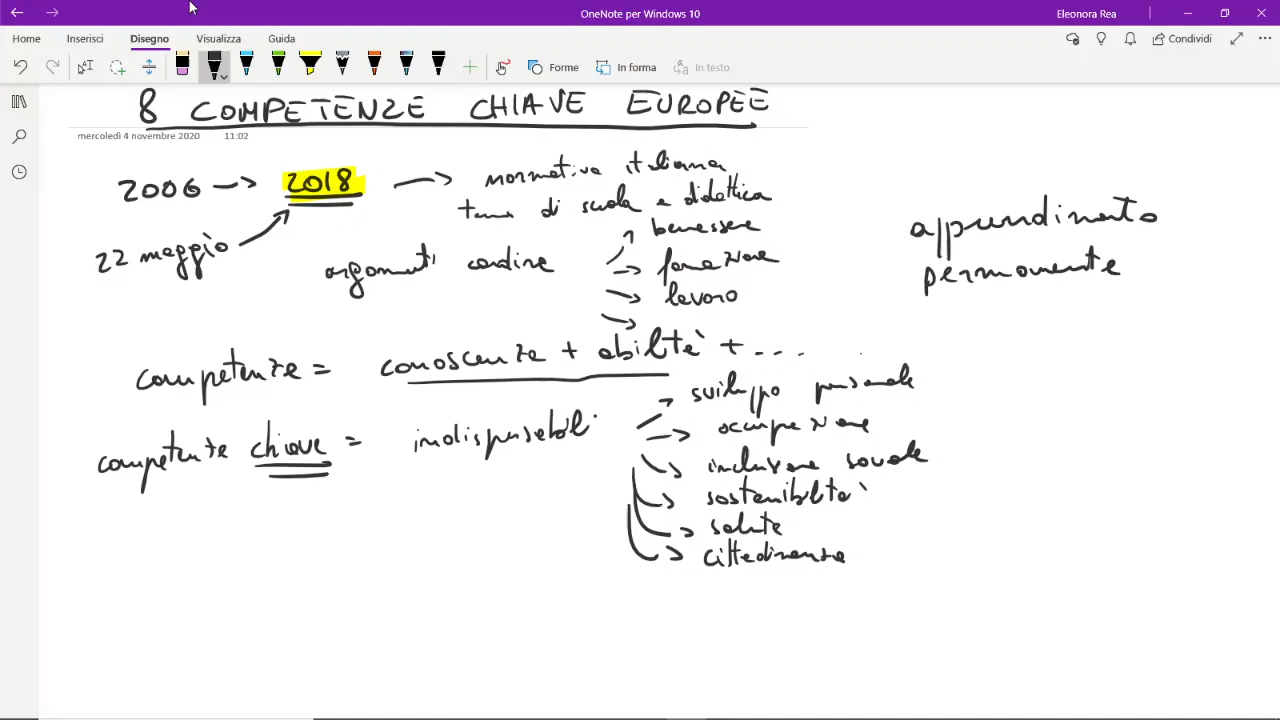 OneNote per Windows 10
Eleonora Rea
Home Inserisci Disegno Visualizza Guida
Condividi
Forme In forma In testo
8 COMPETENZE CHIAVE EUROPEE
mercoledì 4 novembre 2020 11:02
2006 → 2018 → normativa italiana
tema di scuola e didattica
22 maggio
argomenti cardine
→ benessere
→ formazione
→ lavoro
apprendimento
permanente
competenze = conoscenze + abilità + ...
competenze chiave = indispensabili
→ sviluppo personale
→ occupazione
→ inclusione sociale
→ sostenibilità
→ salute
→ cittadinanza